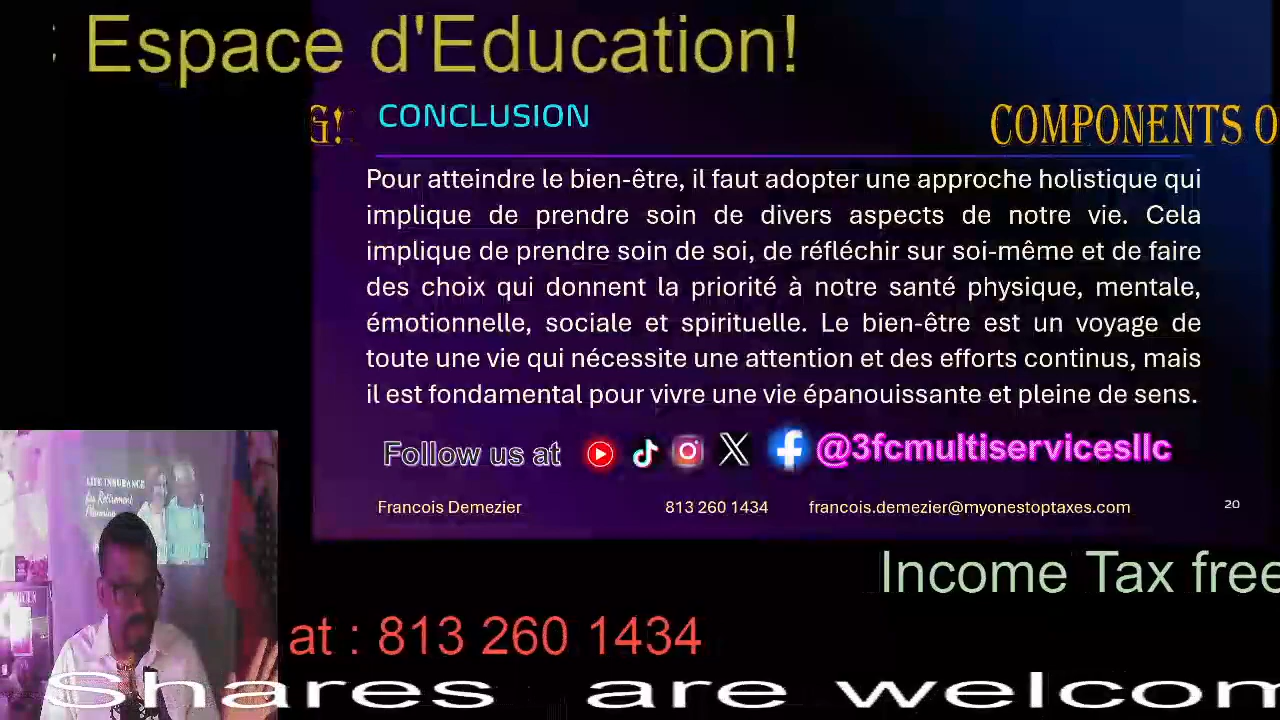 : Espace d'Education!
G!!
CONCLUSION
COMPONENTS O
Pour atteindre le bien-être, il faut adopter une approche holistique qui
implique de prendre soin de divers aspects de notre vie. Cela
implique de prendre soin de soi, de réfléchir sur soi-même et de faire
des choix qui donnent la priorité à notre santé physique, mentale,
émotionnelle, sociale et spirituelle. Le bien-être est un voyage de
toute une vie qui nécessite une attention et des efforts continus, mais
il est fondamental pour vivre une vie épanouissante et pleine de sens.
Follow us at @3fcmultiservicesllc
Francois Demezier 813 260 1434 francois.demezier@myonestoptaxes.com 20
LIFE INSURANCE
for Retirement
Planning
Income Tax free
at : 813 260 1434
Shares are welcom